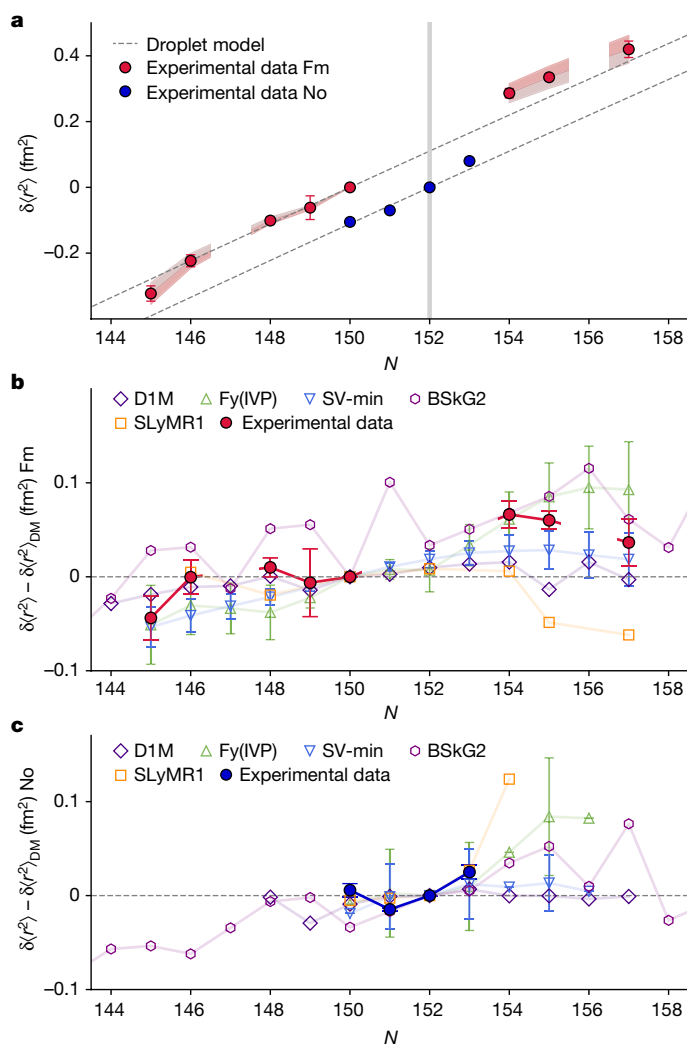 a
0.4
0.2
0
−0.2
δ⟨r²⟩ (fm²)
Droplet model
Experimental data Fm
Experimental data No
144 146 148 150 152 154 156 158
N
b
D1M Fy(IVP) SV-min BSkG2
SLyMR1 Experimental data
0.1
0
−0.1
δ⟨r²⟩ − δ⟨r²⟩DM (fm²) Fm
144 146 148 150 152 154 156 158
N
c
D1M Fy(IVP) SV-min BSkG2
SLyMR1 Experimental data
0.1
0
−0.1
δ⟨r²⟩ − δ⟨r²⟩DM (fm²) No
144 146 148 150 152 154 156 158
N